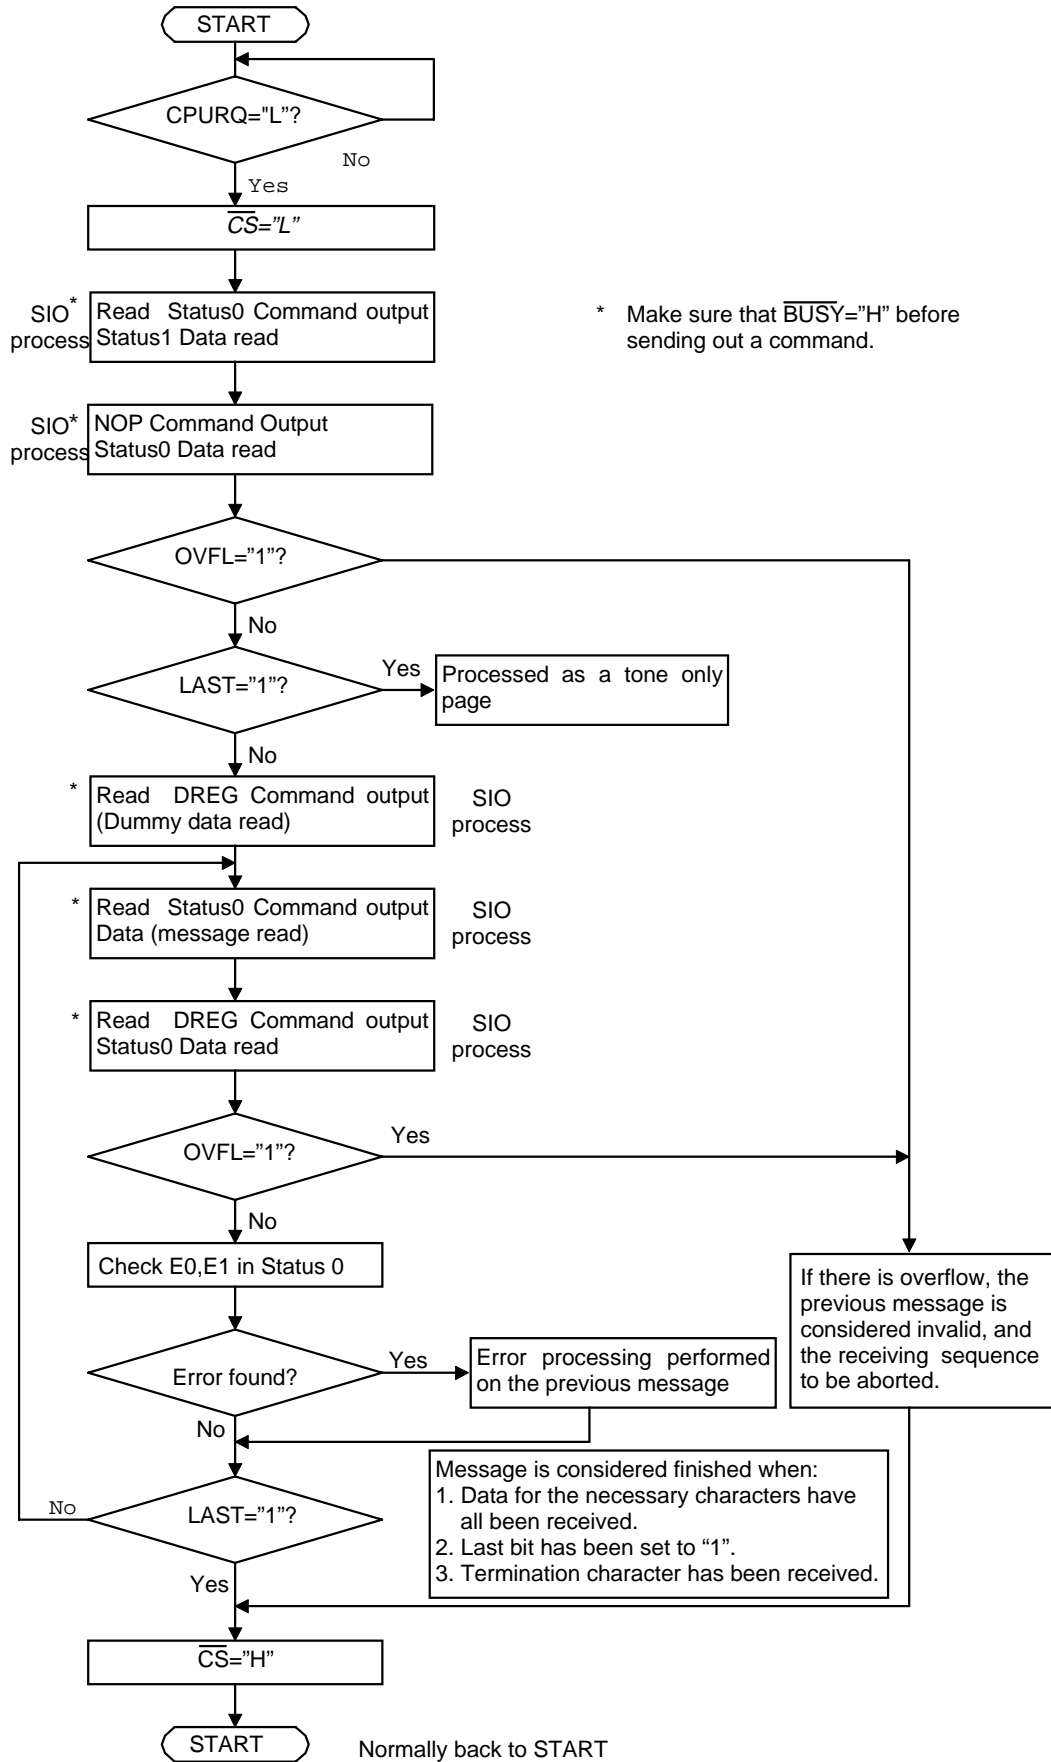 START
CPURQ="L"?
No
Yes
CS="L"
SIO*
process
Read Status0 Command output
Status1 Data read
* Make sure that BUSY="H" before
sending out a command.
SIO*
process
NOP Command Output
Status0 Data read
OVFL="1"?
No
LAST="1"?
Yes
Processed as a tone only
page
No
* Read DREG Command output
(Dummy data read)
SIO
process
* Read Status0 Command output
Data (message read)
SIO
process
* Read DREG Command output
Status0 Data read
SIO
process
OVFL="1"?
Yes
No
Check E0,E1 in Status 0
If there is overflow, the
previous message is
considered invalid, and
the receiving sequence
to be aborted.
Error found?
Yes
Error processing performed
on the previous message
No
Message is considered finished when:
1. Data for the necessary characters have
all been received.
2. Last bit has been set to “1”.
3. Termination character has been received.
No
LAST="1"?
Yes
CS="H"
START
Normally back to START